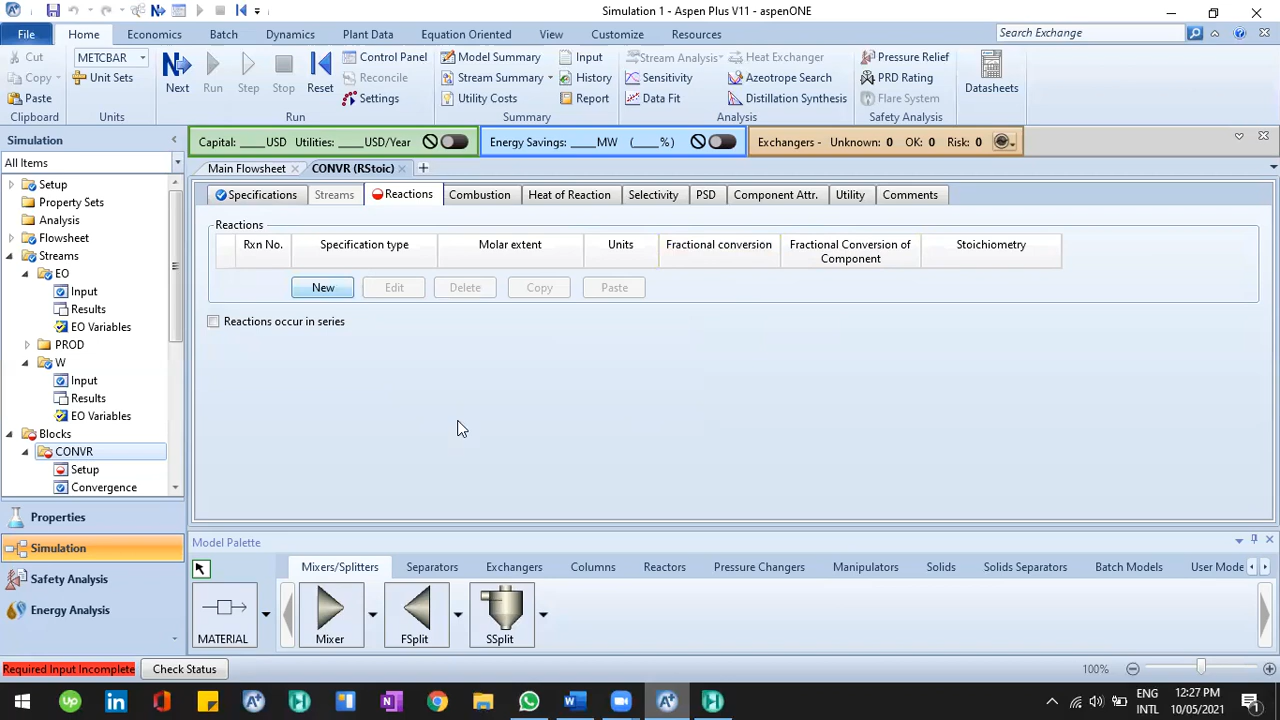 Simulation 1 - Aspen Plus V11 - aspenONE
File Home Economics Batch Dynamics Plant Data Equation Oriented View Customize Resources Search Exchange
Cut METCBAR Control Panel Model Summary Input Stream Analysis Heat Exchanger Pressure Relief
Copy Unit Sets Next Run Step Stop Reset Reconcile Stream Summary History Sensitivity Azeotrope Search PRD Rating Datasheets
Paste Settings Utility Costs Report Data Fit Distillation Synthesis Flare System
Clipboard Units Run Summary Analysis Safety Analysis
Simulation Capital: ____USD Utilities: ____USD/Year Energy Savings: ____MW (____%) Exchangers - Unknown: 0 OK: 0 Risk: 0
All Items Main Flowsheet CONVR (RStoic)
Specifications Streams Reactions Combustion Heat of Reaction Selectivity PSD Component Attr. Utility Comments
Reactions
Rxn No. Specification type Molar extent Units Fractional conversion Fractional Conversion of Component Stoichiometry
New Edit Delete Copy Paste
Reactions occur in series
Setup
Property Sets
Analysis
Flowsheet
Streams
EO
Input
Results
EO Variables
PROD
W
Input
Results
EO Variables
Blocks
CONVR
Setup
Convergence
Properties
Simulation
Safety Analysis
Energy Analysis
Model Palette
Mixers/Splitters Separators Exchangers Columns Reactors Pressure Changers Manipulators Solids Solids Separators Batch Models User Mode
MATERIAL Mixer FSplit SSplit
Required Input Incomplete Check Status 100%
ENG 12:27 PM
INTL 10/05/2021